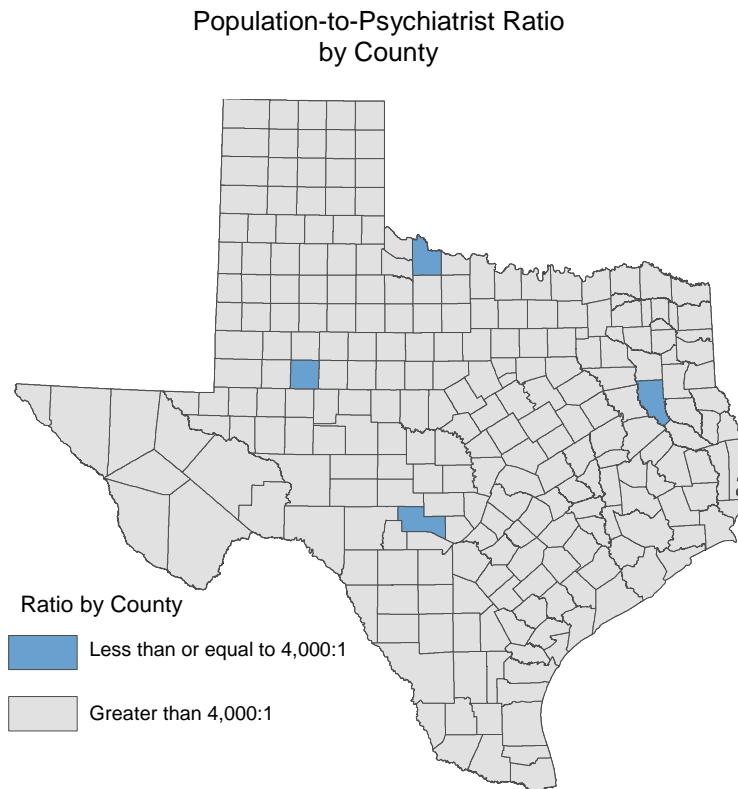 Population-to-Psychiatrist Ratio
by County
Ratio by County
Less than or equal to 4,000:1
Greater than 4,000:1